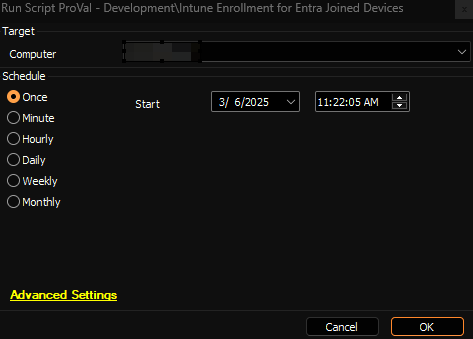 Run Script ProVal - Development\Intune Enrollment for Entra Joined Devices
Target
Computer
Schedule
Once
Start 3/ 6/2025 11:22:05 AM
Minute
Hourly
Daily
Weekly
Monthly
Advanced Settings
Cancel OK